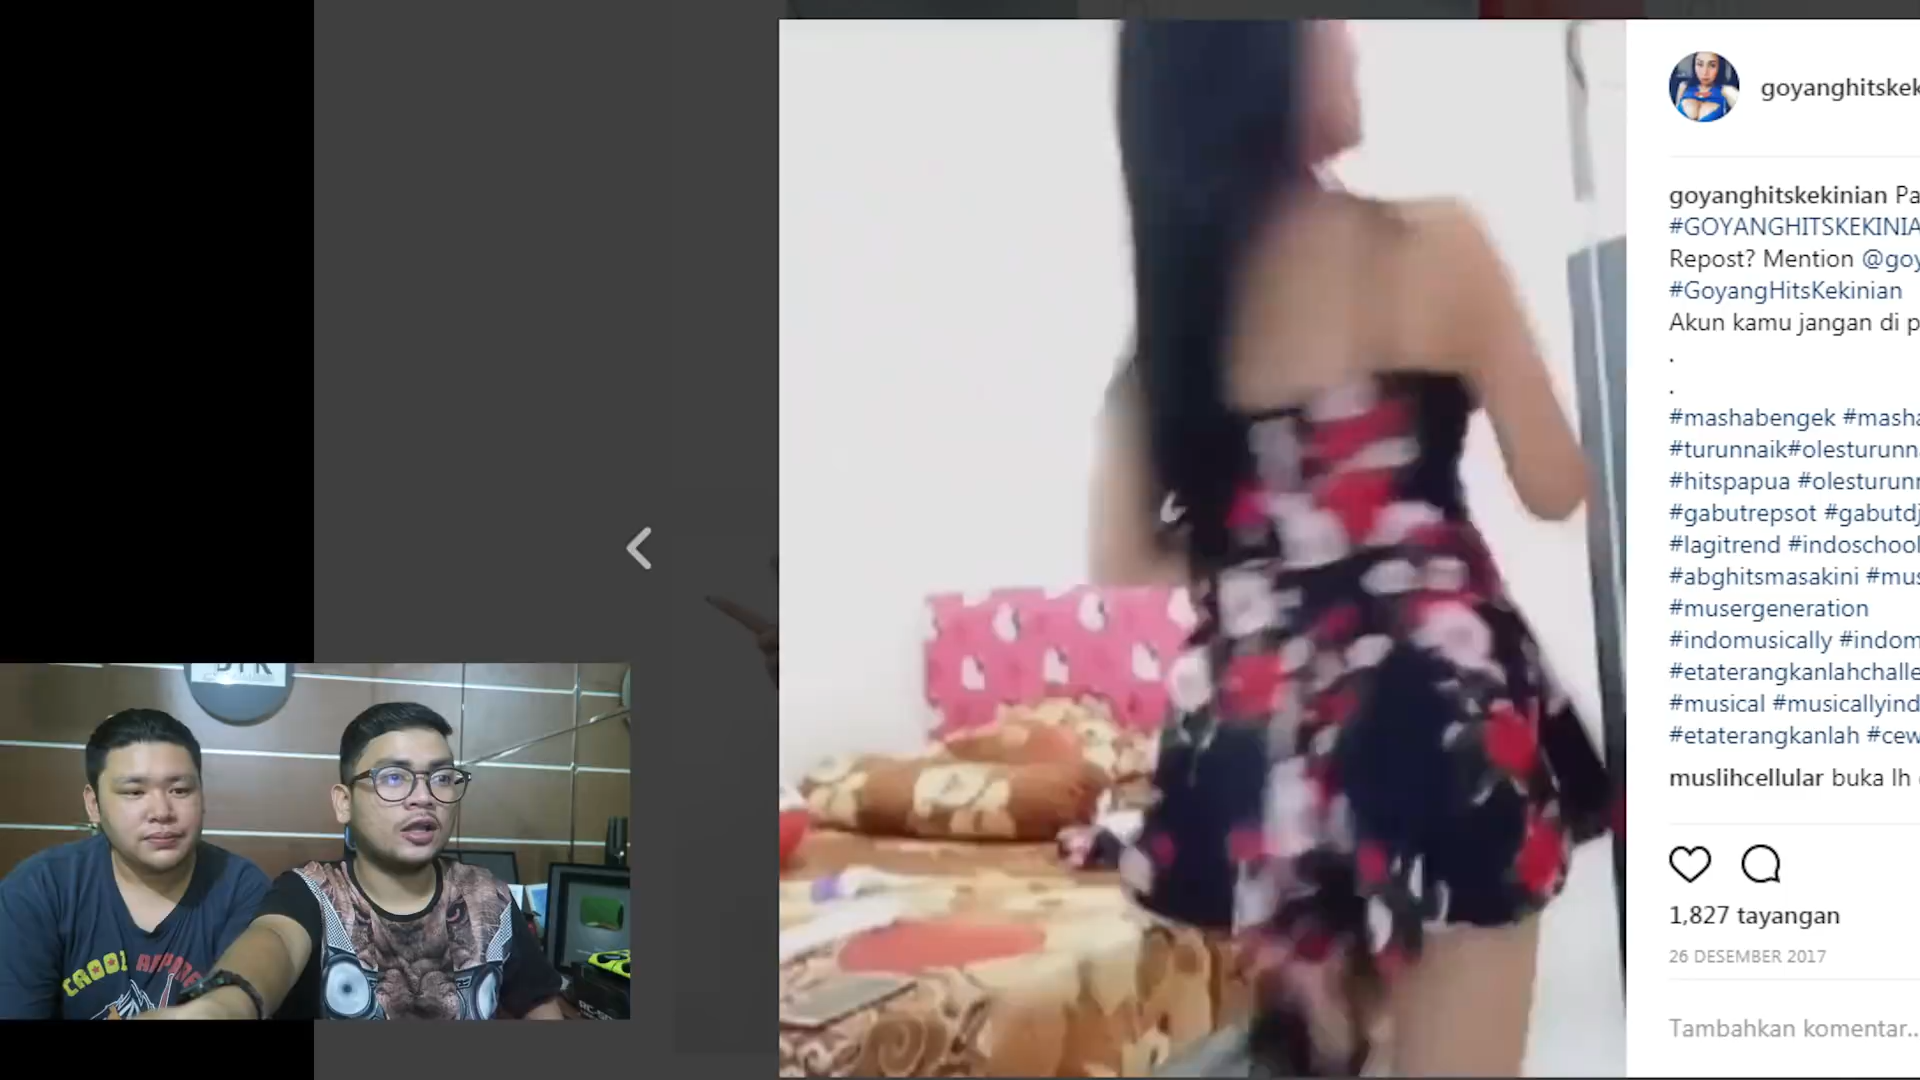 goyanghitskek
goyanghitskekinian Pa
#GOYANGHITSKEKINIA
Repost? Mention @goy
#GoyangHitsKekinian
Akun kamu jangan di p
.
.
#mashabengek #masha
#turunnaik#olesturunn
#hitspapua #olesturunn
#gabutrepsot #gabutdj
#lagitrend #indoschool
#abghitsmasakini #mus
#musergeneration
#indomusically #indom
#etaterangkanlahchalle
#musical #musicallyind
#etaterangkanlah #cew
muslihcellular buka lh
1,827 tayangan
26 DESEMBER 2017
Tambahkan komentar...